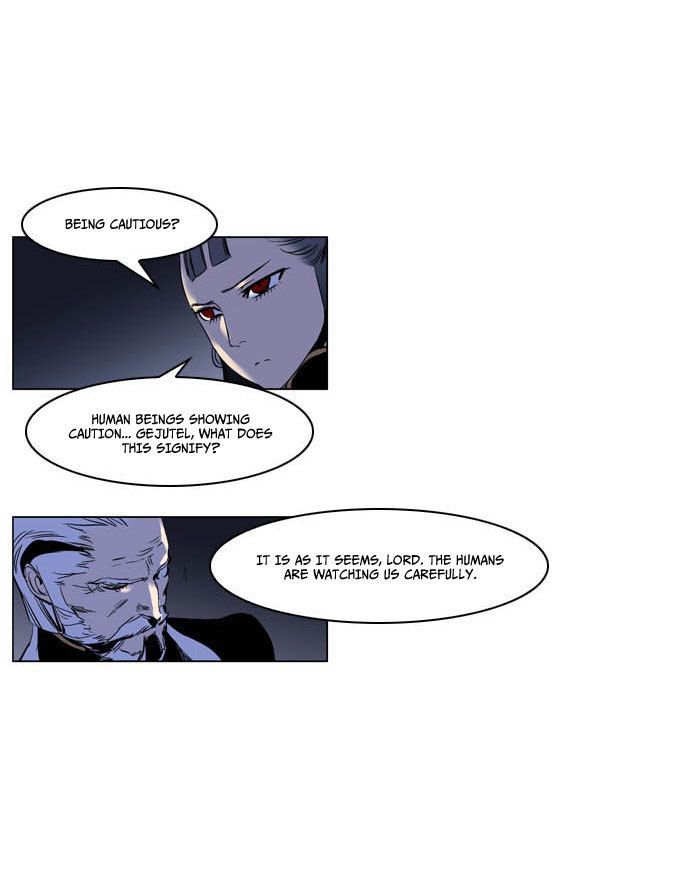 BEING CAUTIOUS?
HUMAN BEINGS SHOWING
CAUTION... GEJUTEL, WHAT DOES
THIS SIGNIFY?
IT IS AS IT SEEMS, LORD. THE HUMANS
ARE WATCHING US CAREFULLY.